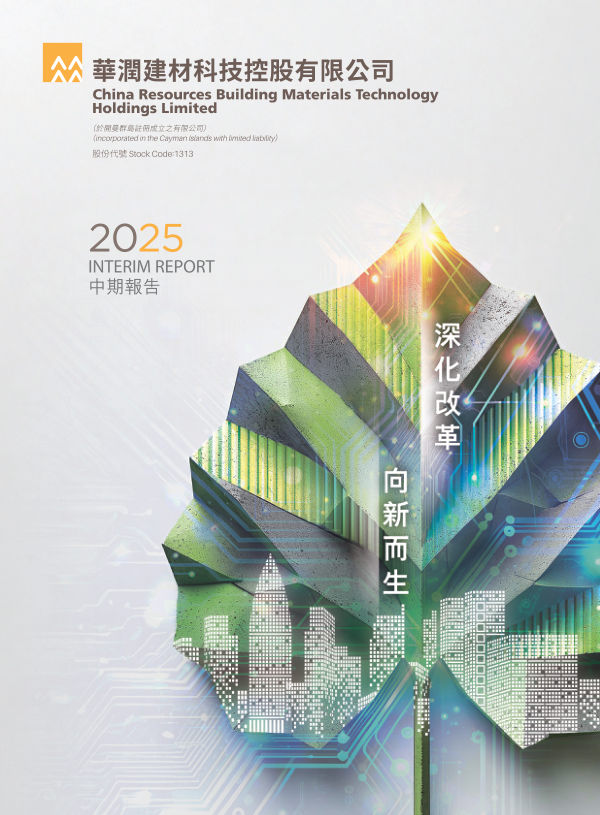 華潤建材科技控股有限公司
China Resources Building Materials Technology
Holdings Limited
（於開曼群島註冊成立之有限公司）
(incorporated in the Cayman Islands with limited liability)
股份代號 Stock Code:1313
2025
INTERIM REPORT
中期報告
深化改革
向新而生